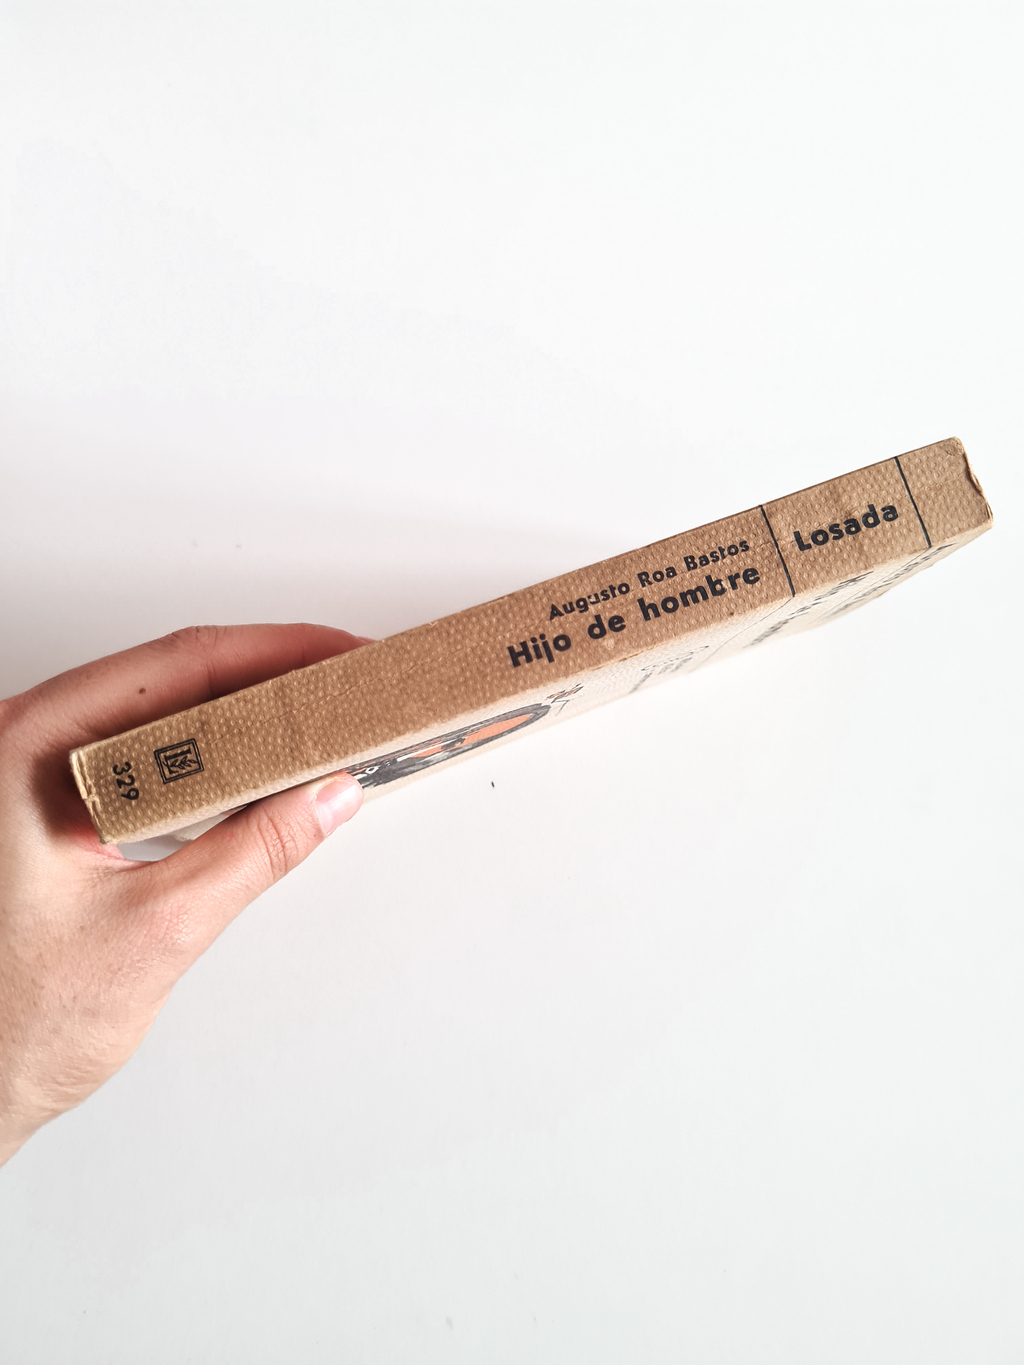 Losada
Augusto Roa Bastos
Hijo de hombre
329